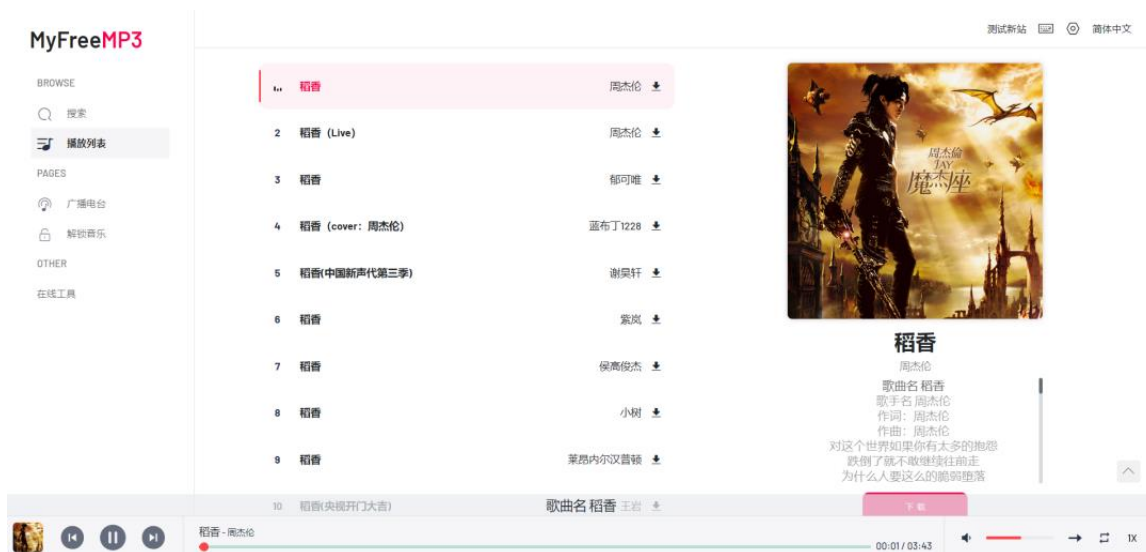 MyFreeMP3
测试新站 简体中文
BROWSE
搜索
播放列表
PAGES
广播电台
解锁音乐
OTHER
在线工具
稻香 周杰伦
2 稻香 (Live) 周杰伦
3 稻香 郁可唯
4 稻香 (cover: 周杰伦) 蓝布丁1228
5 稻香(中国新声代第三季) 谢昊轩
6 稻香 紫岚
7 稻香 侯高俊杰
8 稻香 小树
9 稻香 莱昂内尔汉普顿
10 稻香(央视开门大吉) 王岩
周杰倫
JAY
魔杰座
稻香
周杰伦
歌曲名 稻香
歌手名 周杰伦
作词: 周杰伦
作曲: 周杰伦
对这个世界如果你有太多的抱怨
跌倒了就不敢继续往前走
为什么人要这么的脆弱堕落
歌曲名 稻香
下载
稻香 - 周杰伦
00:01 / 03:43
1X